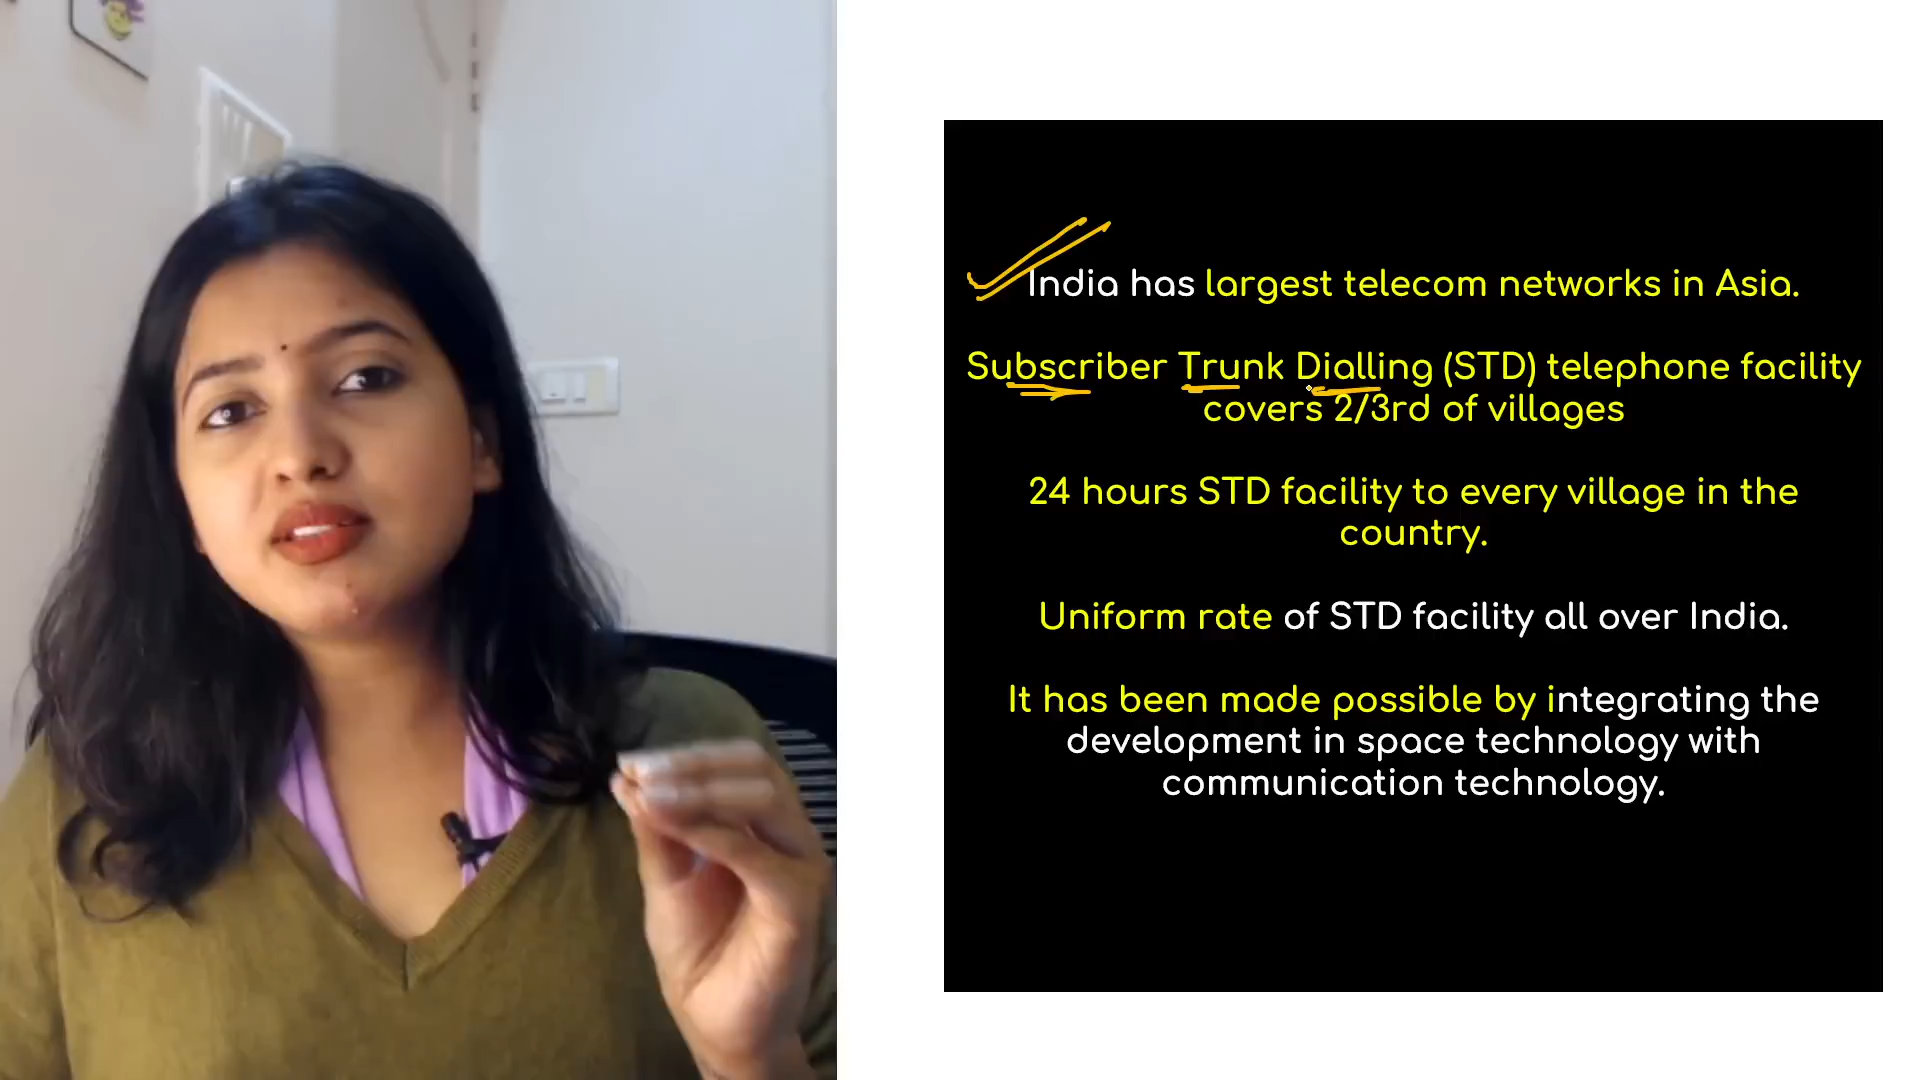 India has largest telecom networks in Asia.
Subscriber Trunk Dialling (STD) telephone facility
covers 2/3rd of villages
24 hours STD facility to every village in the
country.
Uniform rate of STD facility all over India.
It has been made possible by integrating the
development in space technology with
communication technology.